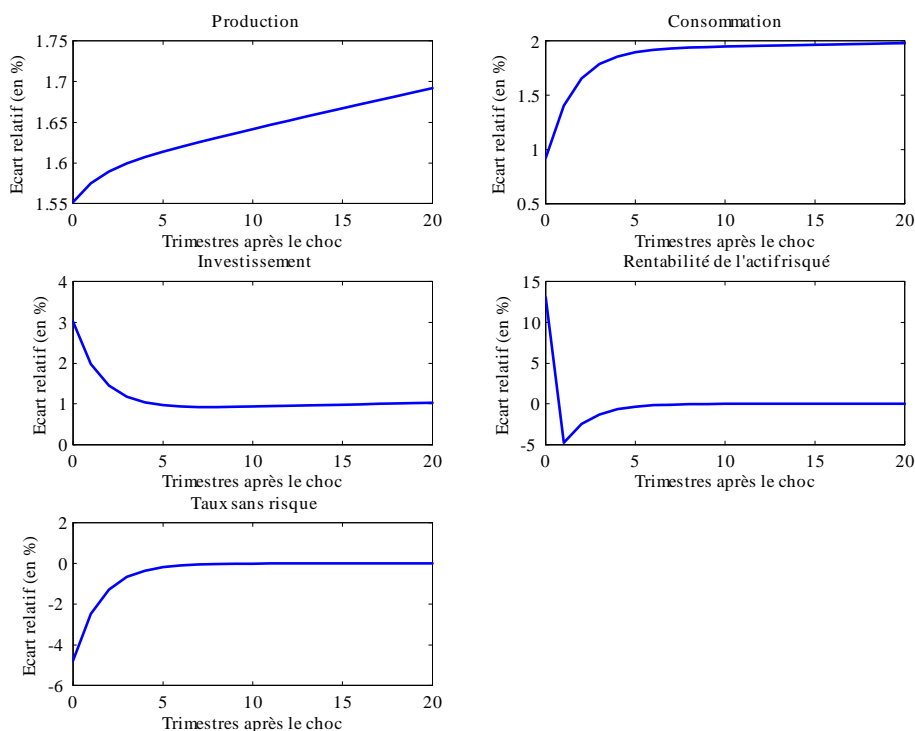 Production
1.75
1.7
1.65
1.6
1.55
Ecart relatif (en %)
0 5 10 15 20
Trimestres après le choc
Consommation
2
1.5
1
0.5
Ecart relatif (en %)
0 5 10 15 20
Trimestres après le choc
Investissement
4
3
2
1
0
Ecart relatif (en %)
0 5 10 15 20
Trimestres après le choc
Rentabilité de l'actif risqué
15
10
5
0
-5
Ecart relatif (en %)
0 5 10 15 20
Trimestres après le choc
Taux sans risque
2
0
-2
-4
-6
Ecart relatif (en %)
0 5 10 15 20
Trimestres après le choc